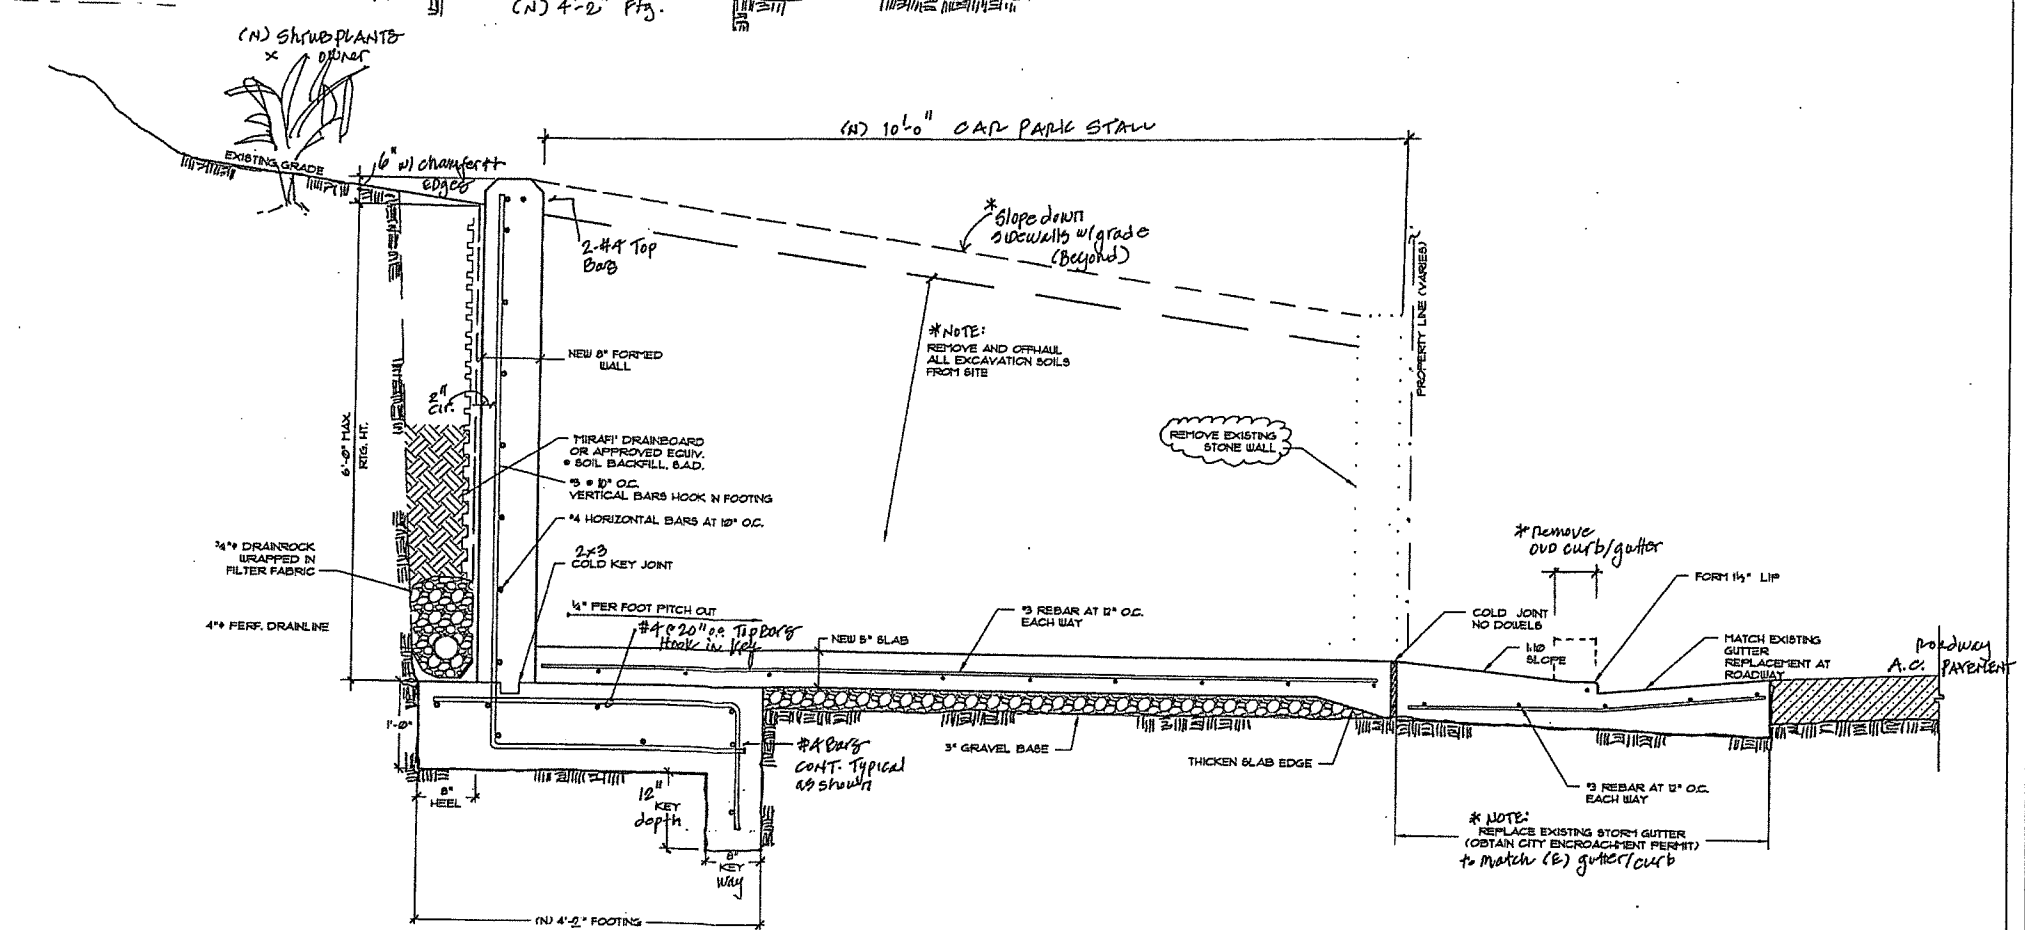 (N) 4'-2" Ftg.
(N) Shrub PLANTS
x owner
EXISTING GRADE
6" w/ chamfer
EDges
(N) 10'-0" CAR PARK STALL
2-#4 Top
Bars
*
Slope down
sidewalls w/ grade
(Beyond)
PROPERTY LINE (VARIES)
NEW 8" FORMED
WALL
*NOTE:
REMOVE AND OFFHAUL
ALL EXCAVATION SOILS
FROM SITE
2"
Clr.
6'-0" MAX.
RTG. HT.
REMOVE EXISTING
STONE WALL
'MIRAFI' DRAINBOARD
OR APPROVED EQUIV.
SOIL BACKFILL, S.A.D.
10" O.C.
VERTICAL BARS HOOK N FOOTING
#4 HORIZONTAL BARS AT 10" O.C.
3/4"Φ DRAINROCK
WRAPPED IN
FILTER FABRIC
4"Φ PERF. DRAINLINE
2x3
COLD KEY JOINT
1/4" PER FOOT PITCH OUT
#4 @ 20" o.c. Top Bars
Hook in Key
NEW 5" SLAB
#3 REBAR AT 12" O.C.
EACH WAY
* Remove
curb/gutter
FORM 1½" LIP
COLD JOINT
NO DOWELS
1:10
SLOPE
MATCH EXISTING
GUTTER
REPLACEMENT AT
ROADWAY
Roadway
A.C. PAVEMENT
1'-0"
8"
HEEL
12"
KEY
depth
8"
KEY
Way
#4 Bars
CONT. Typical
as shown
3" GRAVEL BASE
THICKEN SLAB EDGE
#3 REBAR AT 12" O.C.
EACH WAY
* NOTE:
REPLACE EXISTING STORM GUTTER
(OBTAIN CITY ENCROACHMENT PERMIT)
to match (E) gutter/curb
(N) 4'-2" FOOTING